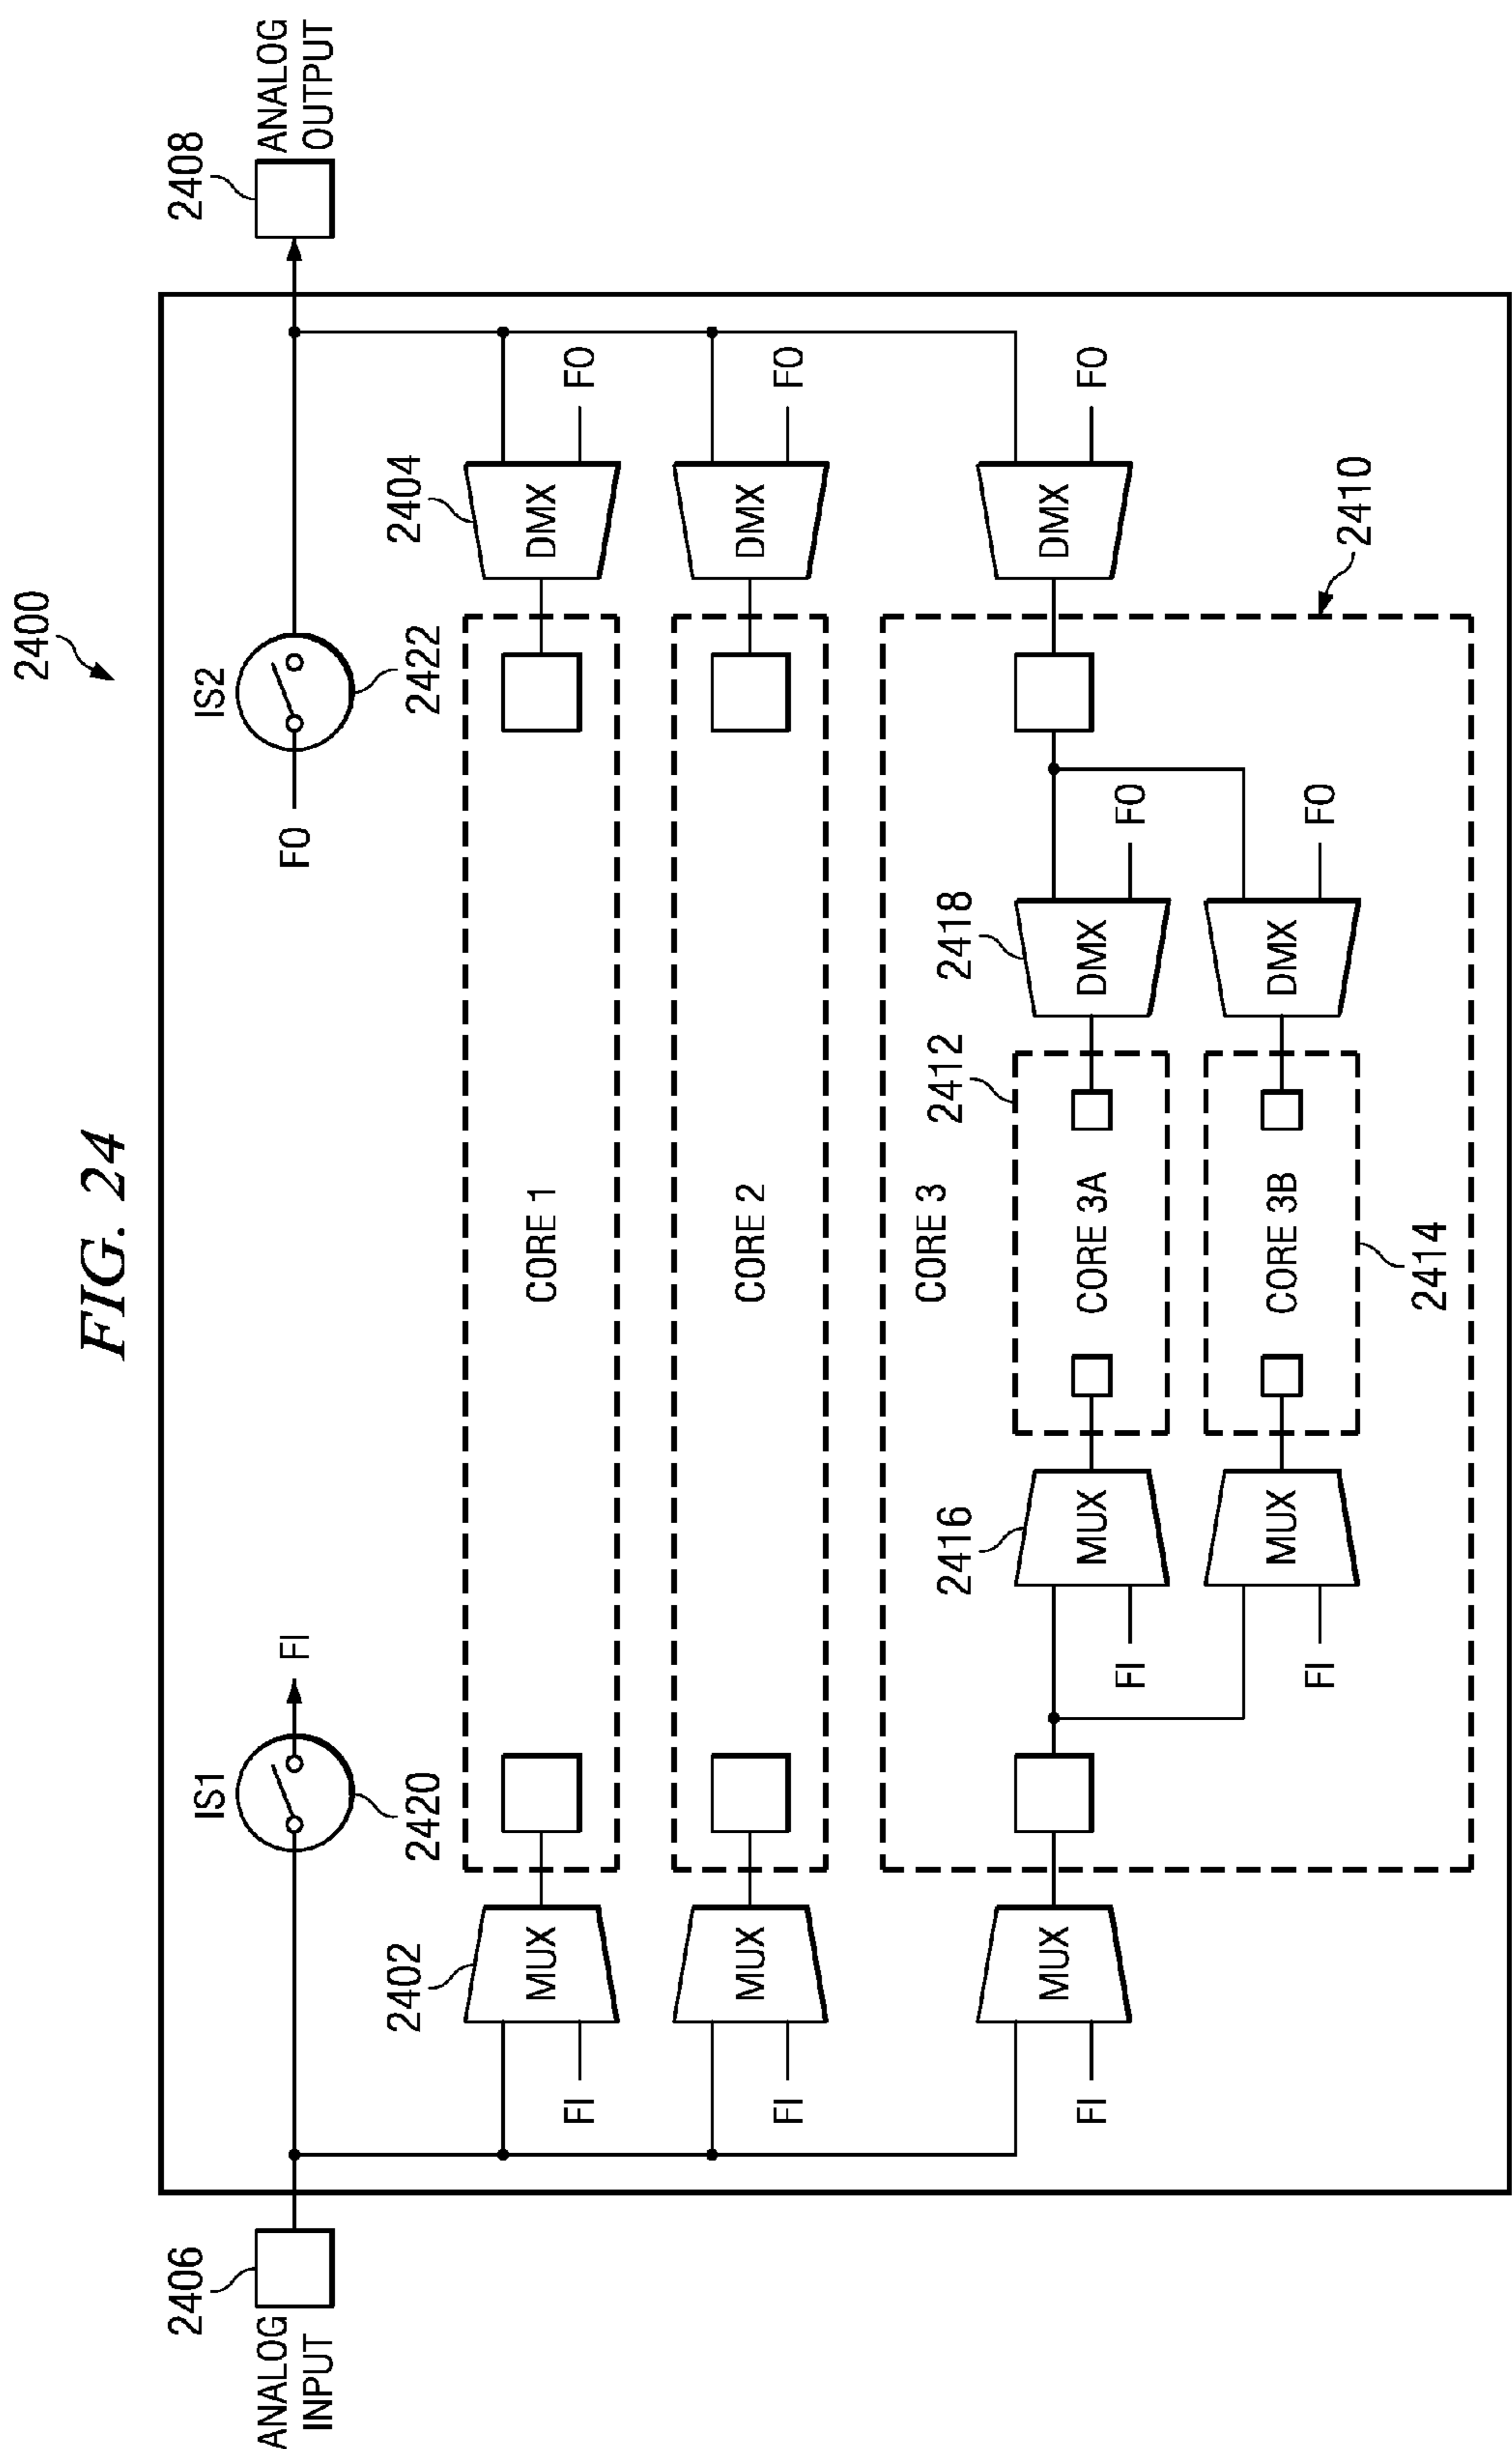 FIG. 24
2400
2406
ANALOG
INPUT
IS1
2420
FI
FO
IS2
2422
2408
ANALOG
OUTPUT
2402
MUX
FI
CORE 1
2404
DMX
FO
MUX
FI
CORE 2
DMX
FO
MUX
FI
CORE 3
2410
DMX
FO
2416
MUX
FI
2412
CORE 3A
2418
DMX
FO
MUX
FI
CORE 3B
2414
DMX
FO